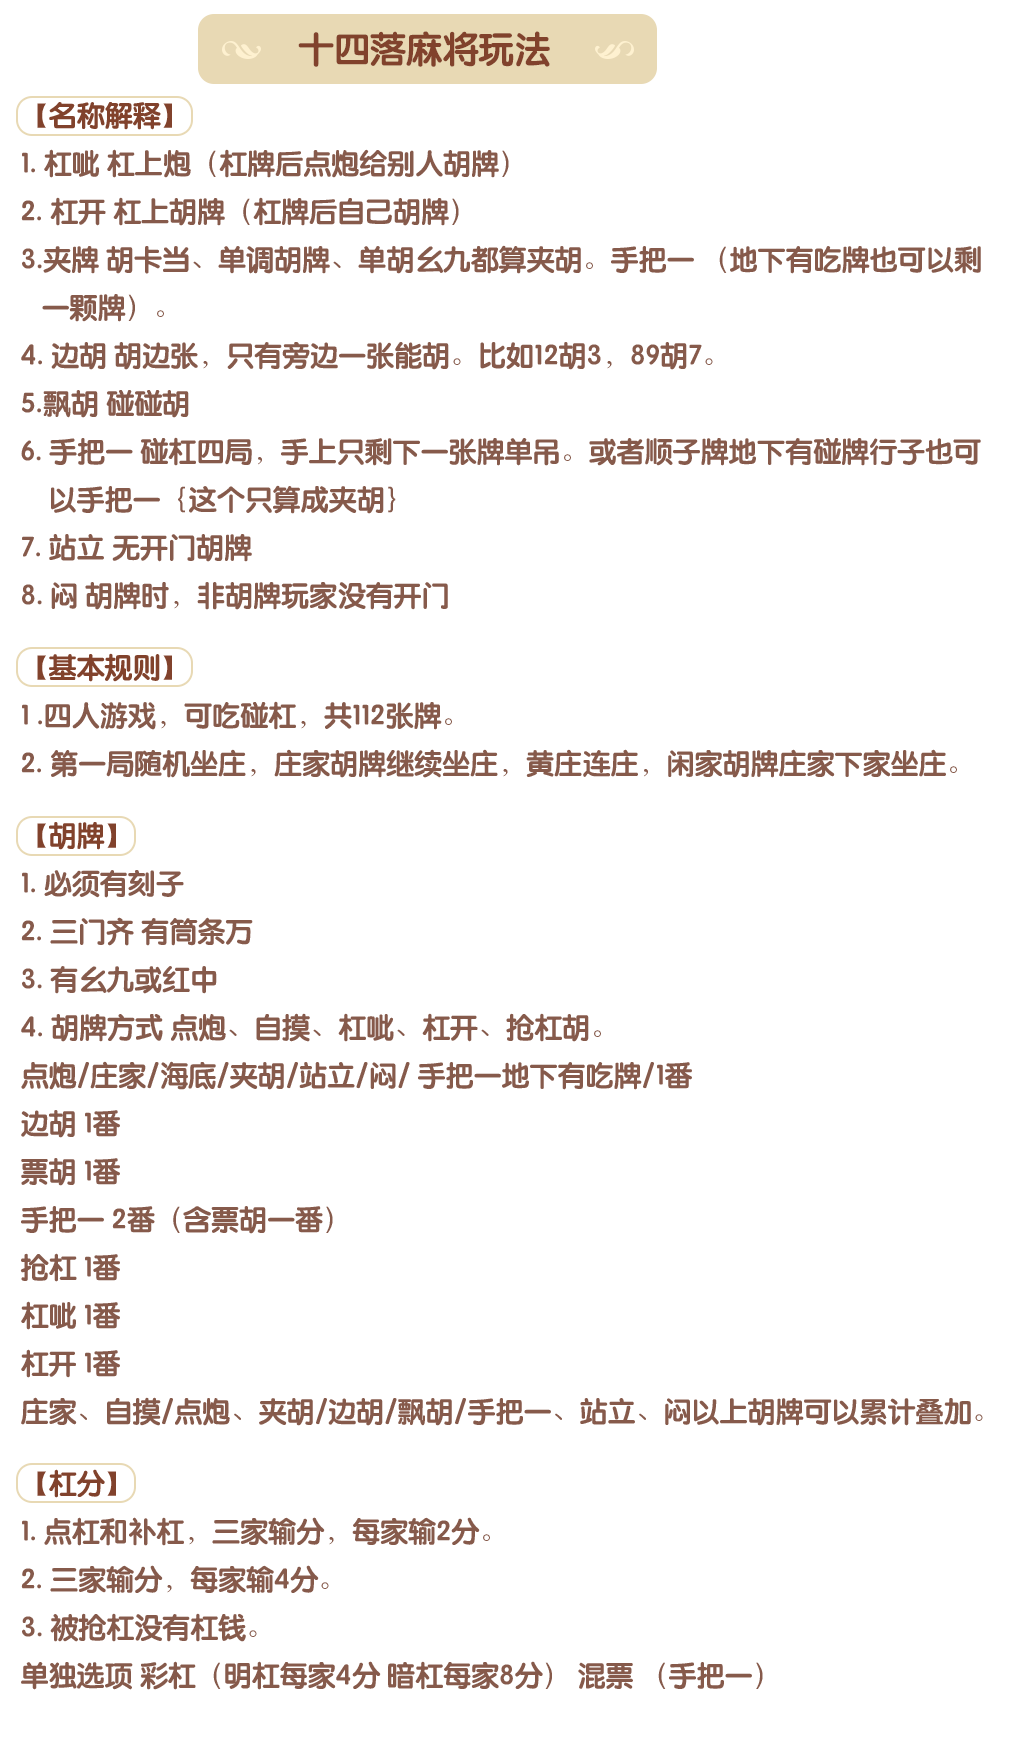 十四落麻将玩法
【名称解释】
1. 杠呲 杠上炮（杠牌后点炮给别人胡牌）
2. 杠开 杠上胡牌（杠牌后自己胡牌）
3.夹牌 胡卡当、单调胡牌、单胡幺九都算夹胡。手把一 （地下有吃牌也可以剩
一颗牌）。
4. 边胡 胡边张，只有旁边一张能胡。比如12胡3，89胡7。
5.飘胡 碰碰胡
6. 手把一 碰杠四局，手上只剩下一张牌单吊。或者顺子牌地下有碰牌行子也可
以手把一｛这个只算成夹胡｝
7. 站立 无开门胡牌
8. 闷 胡牌时，非胡牌玩家没有开门
【基本规则】
1 .四人游戏，可吃碰杠，共112张牌。
2. 第一局随机坐庄，庄家胡牌继续坐庄，黄庄连庄，闲家胡牌庄家下家坐庄。
【胡牌】
1. 必须有刻子
2. 三门齐 有筒条万
3. 有幺九或红中
4. 胡牌方式 点炮、自摸、杠呲、杠开、抢杠胡。
点炮/庄家/海底/夹胡/站立/闷/ 手把一地下有吃牌/1番
边胡 1番
票胡 1番
手把一 2番（含票胡一番）
抢杠 1番
杠呲 1番
杠开 1番
庄家、自摸/点炮、夹胡/边胡/飘胡/手把一、站立、闷以上胡牌可以累计叠加。
【杠分】
1. 点杠和补杠，三家输分，每家输2分。
2. 三家输分，每家输4分。
3. 被抢杠没有杠钱。
单独选项 彩杠（明杠每家4分 暗杠每家8分） 混票 （手把一）